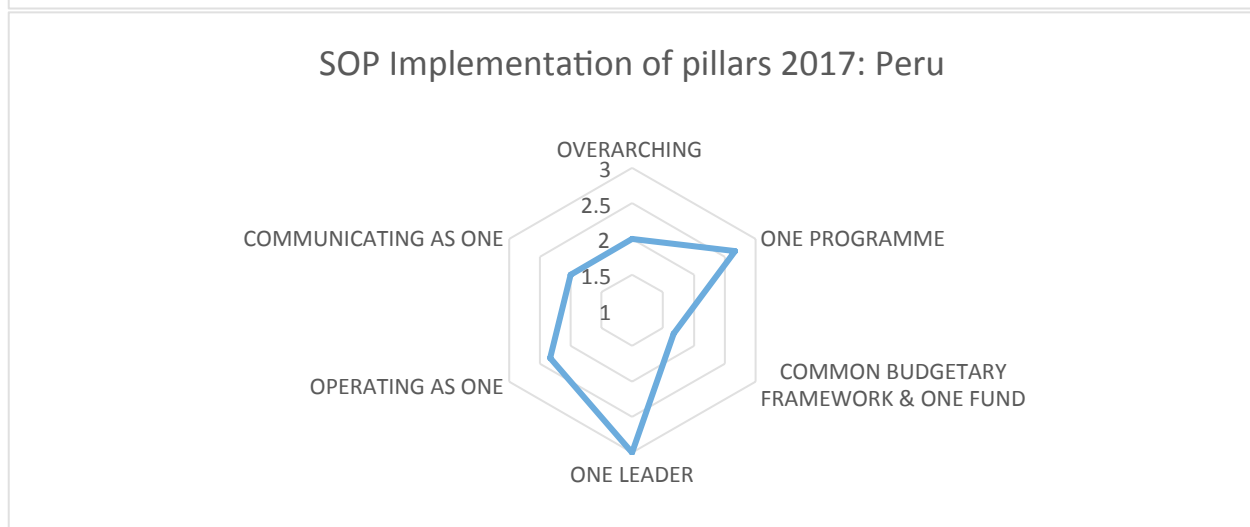 SOP Implementation of pillars 2017: Peru
OVERARCHING
3
2.5
COMMUNICATING AS ONE
2
ONE PROGRAMME
1.5
1
OPERATING AS ONE
COMMON BUDGETARY
FRAMEWORK & ONE FUND
ONE LEADER